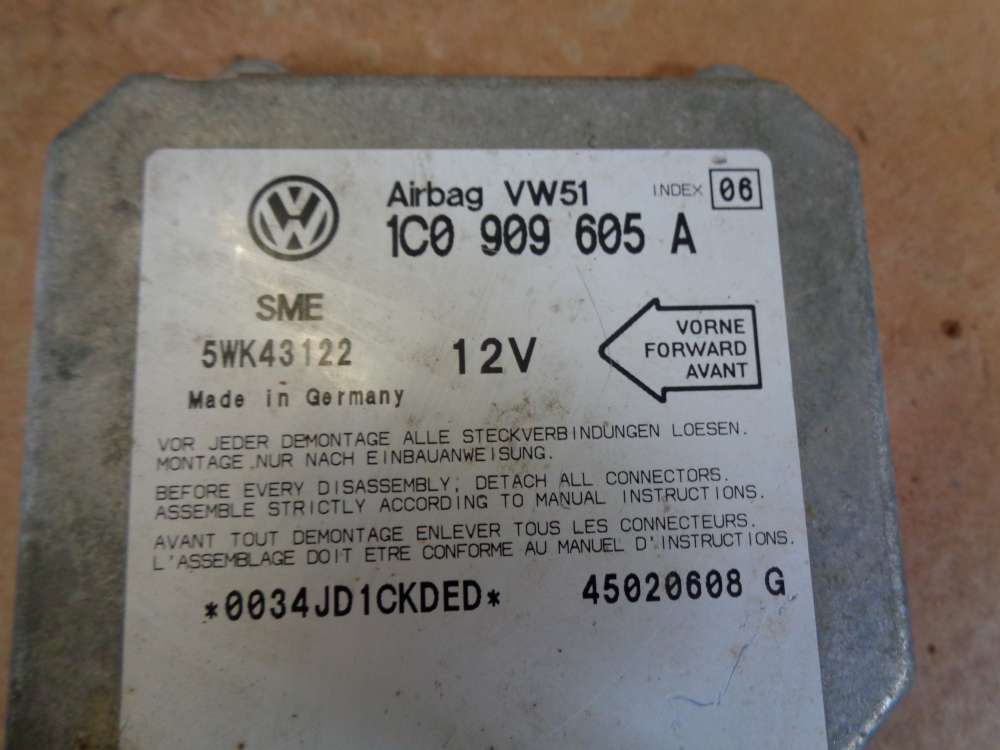 Airbag VW51 INDEX 06
1C0 909 605 A
SME
5WK43122
12V
Made in Germany
VORNE
FORWARD
AVANT
VOR JEDER DEMONTAGE ALLE STECKVERBINDUNGEN LOESEN.
MONTAGE NUR NACH EINBAUANWEISUNG.
BEFORE EVERY DISASSEMBLY, DETACH ALL CONNECTORS.
ASSEMBLE STRICTLY ACCORDING TO MANUAL INSTRUCTIONS.
AVANT TOUT DEMONTAGE ENLEVER TOUS LES CONNECTEURS.
L'ASSEMBLAGE DOIT ETRE CONFORME AU MANUEL D'INSTRUCTIONS.
*0034JD1CKDED* 45020608 G